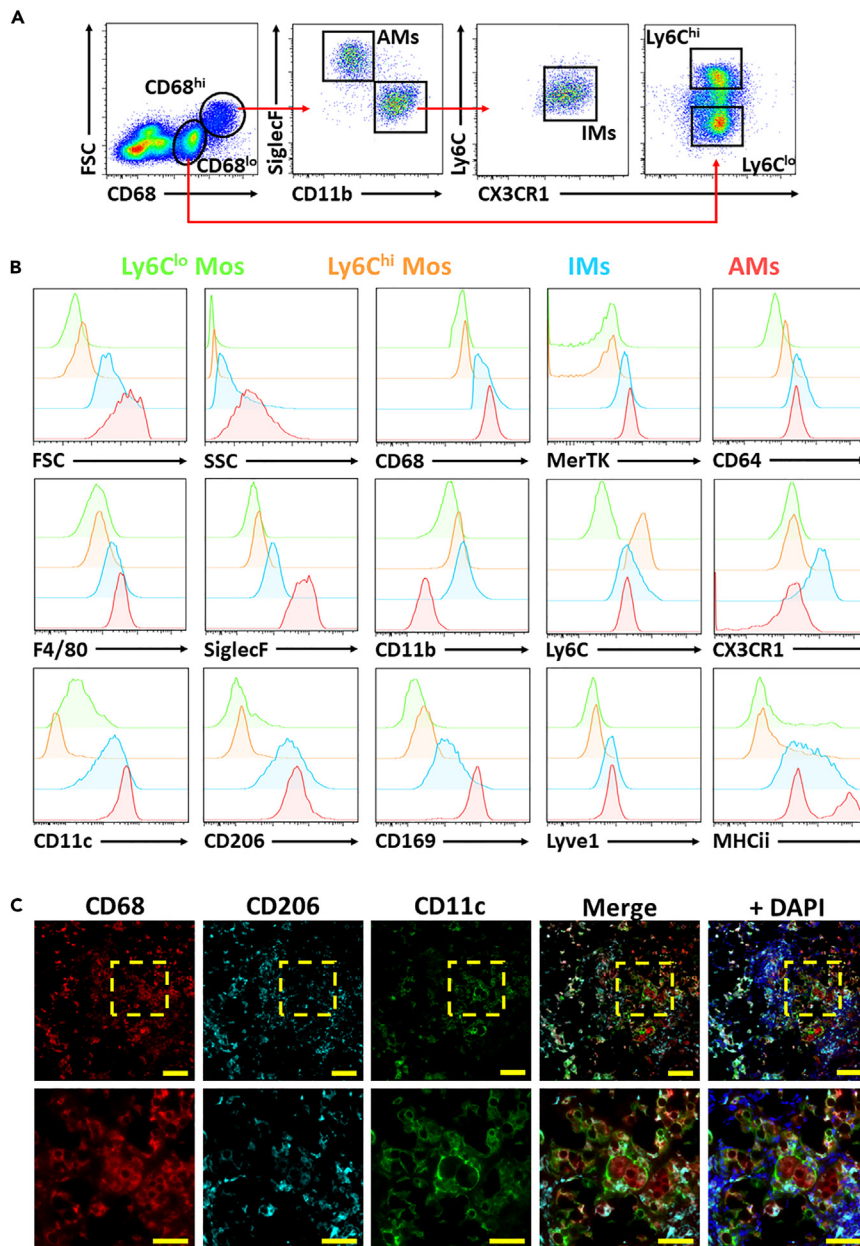 A
FSC
CD68hi
CD68lo
CD68
SiglecF
AMs
CD11b
Ly6C
IMs
CX3CR1
Ly6Chi
Ly6Clo
B
Ly6Clo Mos Ly6Chi Mos IMs AMs
FSC SSC CD68 MerTK CD64
F4/80 SiglecF CD11b Ly6C CX3CR1
CD11c CD206 CD169 Lyve1 MHCii
C
CD68 CD206 CD11c Merge + DAPI